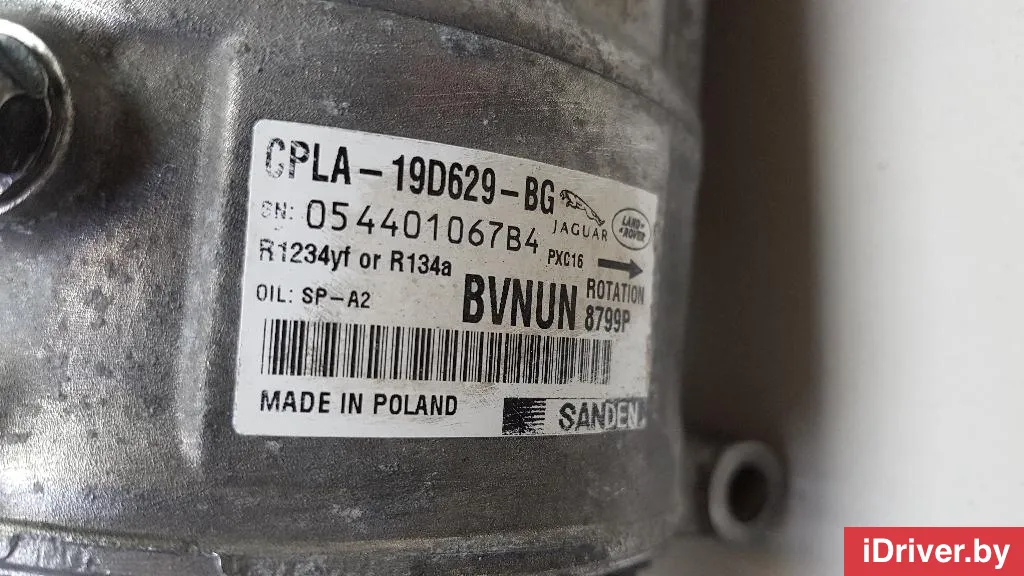 CPLA-19D629-BG
SN: 054401067B4
JAGUAR
LAND-
ROVER
R1234yf or R134a
PXC16
ROTATION
OIL: SP-A2
BVNUN
8799P
MADE IN POLAND
SANDEN
iDriver.by